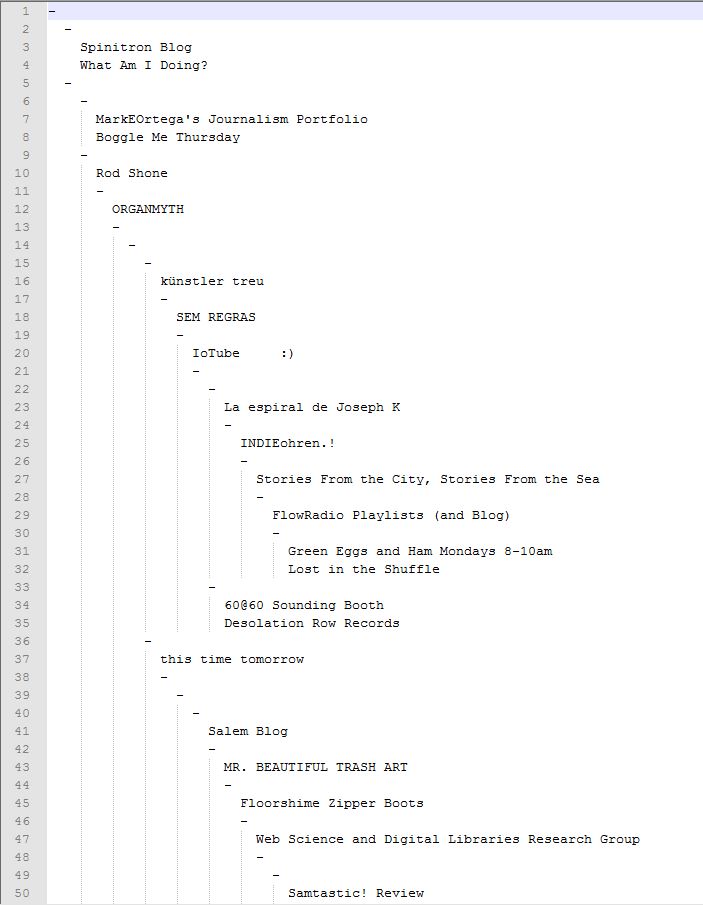 1 -
2  -
3   Spinitron Blog
4   What Am I Doing?
5  -
6   -
7    MarkEOrtega's Journalism Portfolio
8    Boggle Me Thursday
9   -
10    Rod Shone
11    -
12     ORGANMYTH
13     -
14      -
15       -
16        künstler treu
17        -
18         SEM REGRAS
19         -
20          IoTube     :)
21          -
22           -
23            La espiral de Joseph K
24            -
25             INDIEohren.!
26             -
27              Stories From the City, Stories From the Sea
28              -
29               FlowRadio Playlists (and Blog)
30               -
31                Green Eggs and Ham Mondays 8-10am
32                Lost in the Shuffle
33           -
34            60@60 Sounding Booth
35            Desolation Row Records
36       -
37        this time tomorrow
38        -
39         -
40          -
41           Salem Blog
42           -
43            MR. BEAUTIFUL TRASH ART
44            -
45             Floorshime Zipper Boots
46             -
47              Web Science and Digital Libraries Research Group
48              -
49               -
50                Samtastic! Review